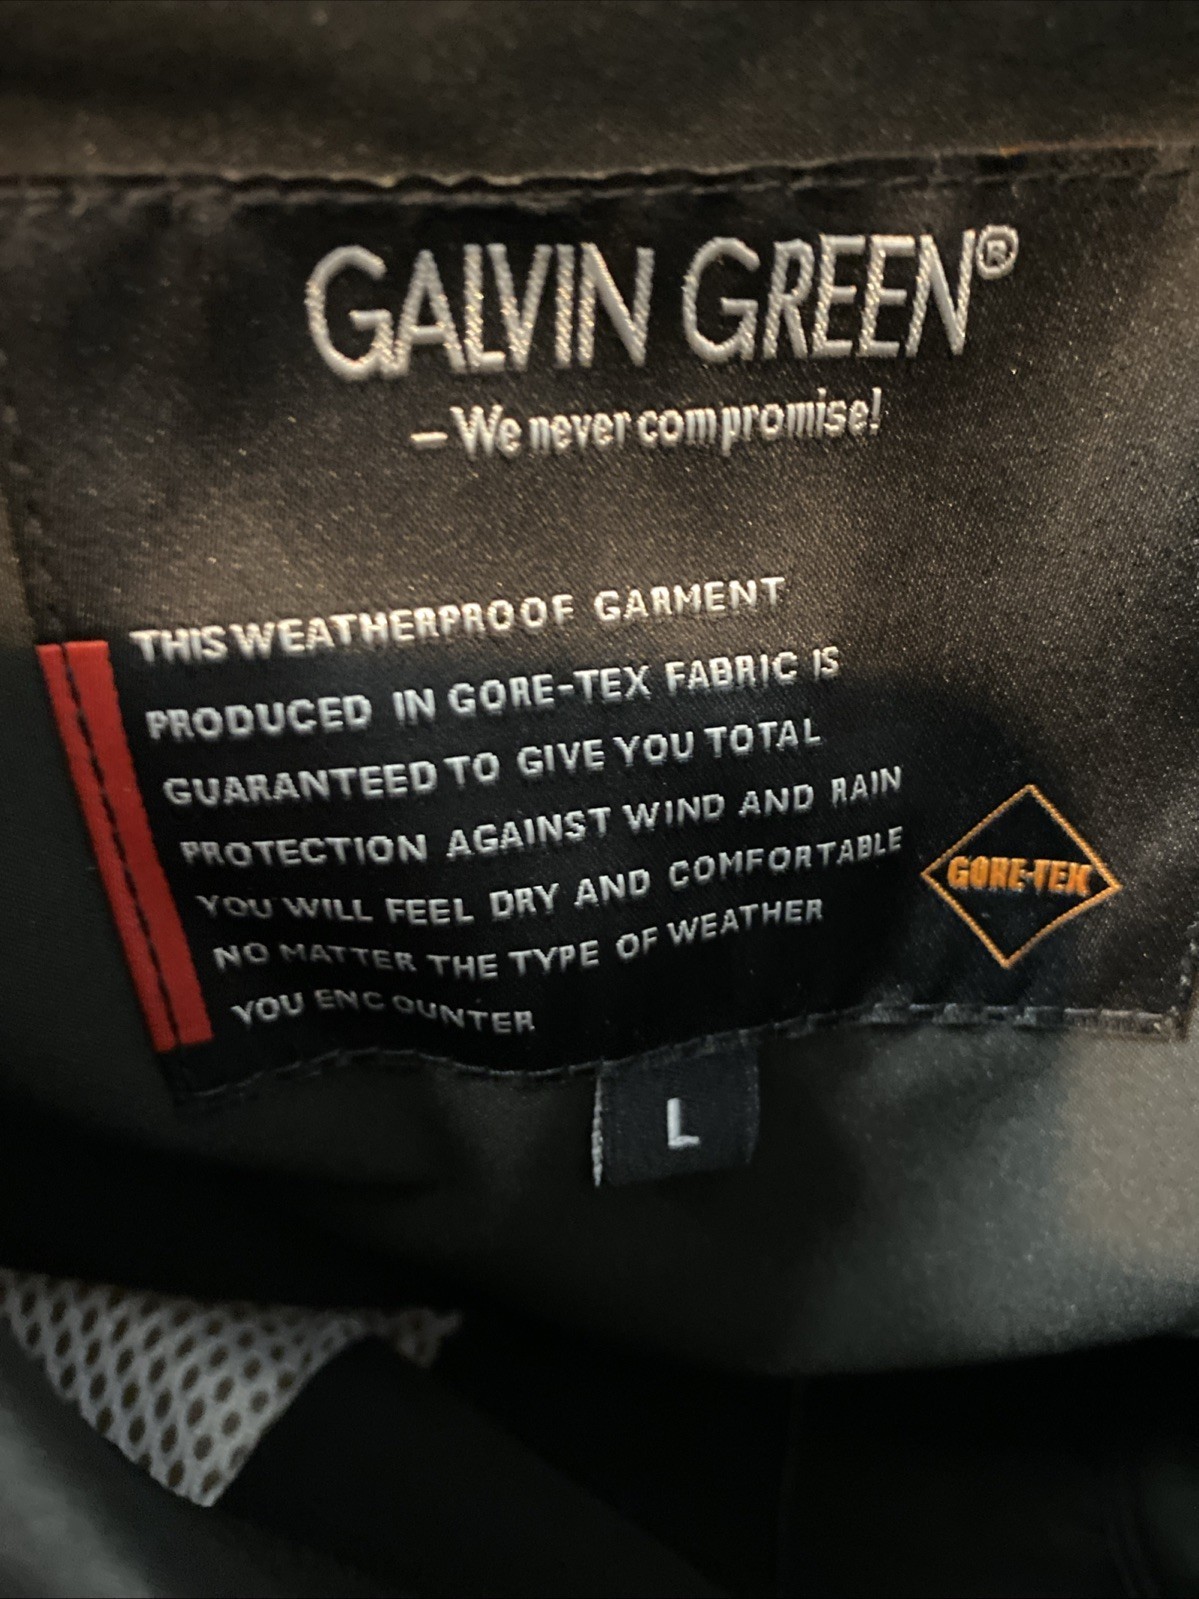 GALVIN GREEN®
– We never compromise!
THIS WEATHERPROOF GARMENT
PRODUCED IN GORE-TEX FABRIC IS
GUARANTEED TO GIVE YOU TOTAL
PROTECTION AGAINST WIND AND RAIN
YOU WILL FEEL DRY AND COMFORTABLE
NO MATTER THE TYPE OF WEATHER
YOU ENCOUNTER
GORE-TEX
L